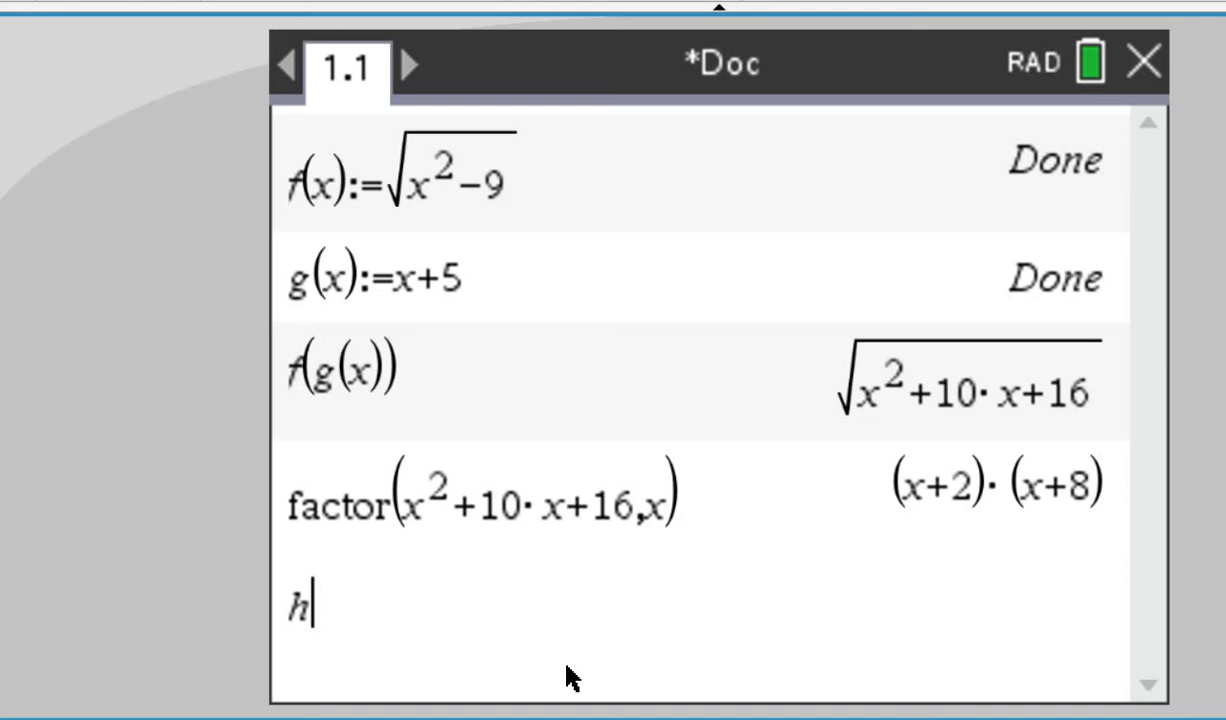 1.1 *Doc RAD
f(x):=√(x²−9) Done
g(x):=x+5 Done
f(g(x)) √(x²+10·x+16)
factor(x²+10·x+16,x) (x+2)·(x+8)
h